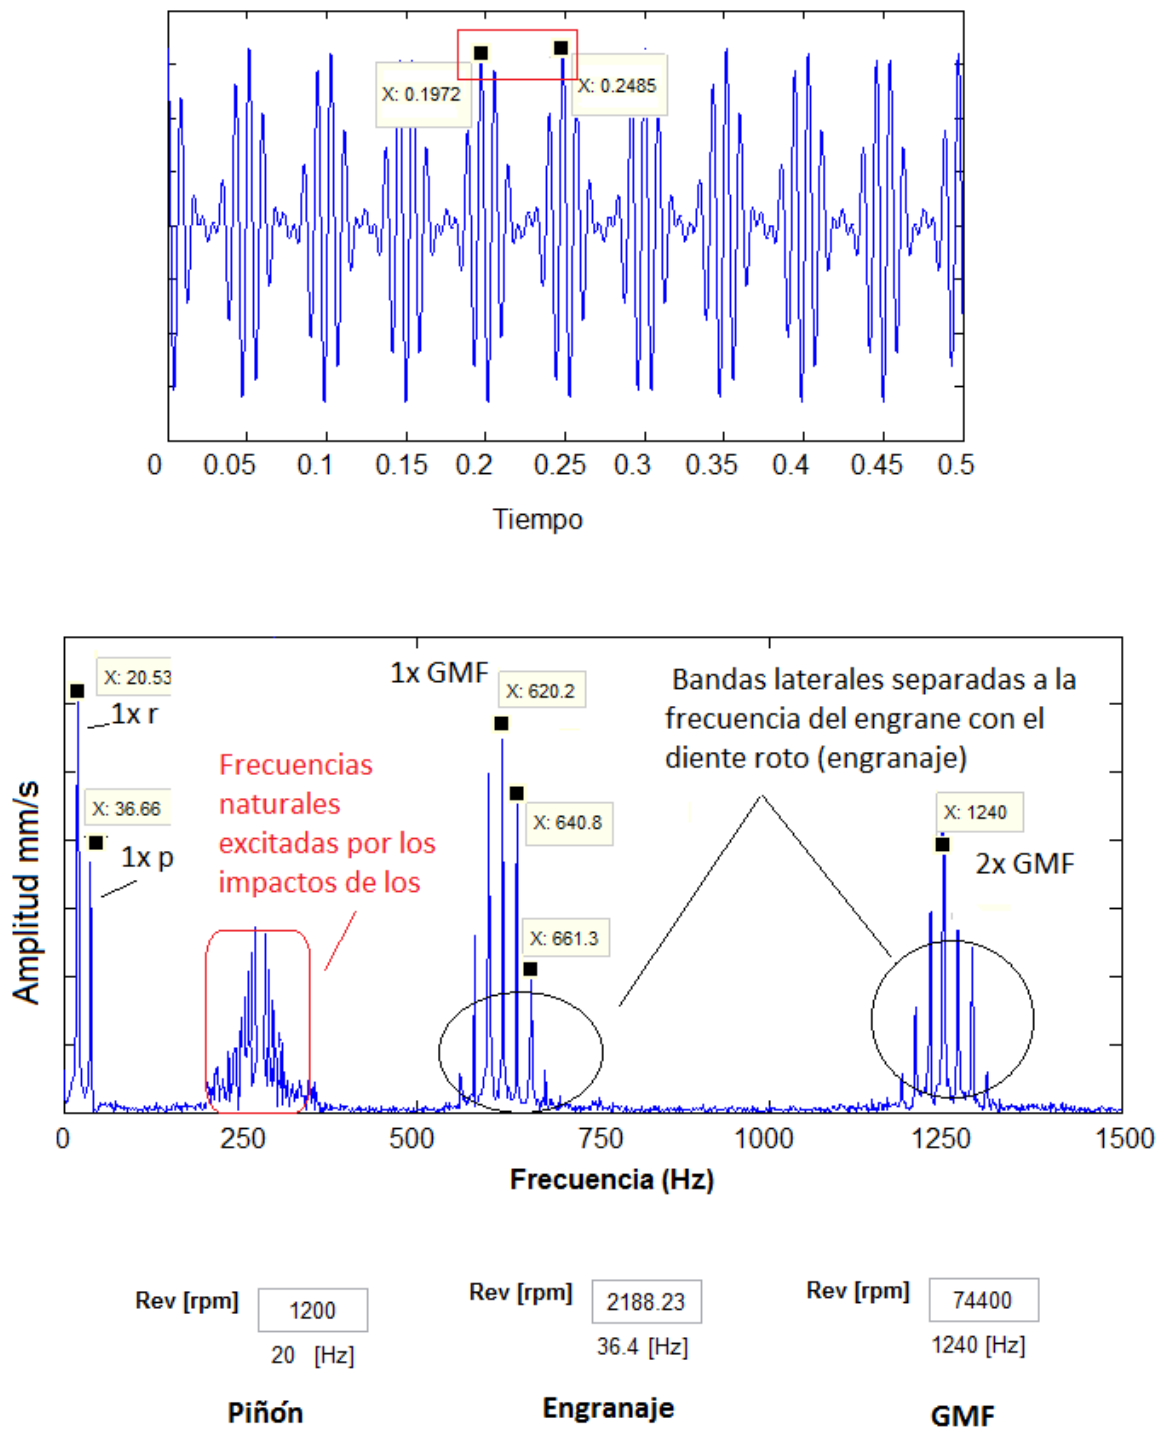 X: 0.1972
X: 0.2485
0 0.05 0.1 0.15 0.2 0.25 0.3 0.35 0.4 0.45 0.5
Tiempo
X: 20.53
1x r
X: 36.66
1x p
Frecuencias
naturales
excitadas por los
impactos de los
1x GMF
X: 620.2
X: 640.8
X: 661.3
Bandas laterales separadas a la
frecuencia del engrane con el
diente roto (engranaje)
X: 1240
2x GMF
Amplitud mm/s
0 250 500 750 1000 1250 1500
Frecuencia (Hz)
Rev [rpm] 1200
20 [Hz]
Piñón
Rev [rpm] 2188.23
36.4 [Hz]
Engranaje
Rev [rpm] 74400
1240 [Hz]
GMF